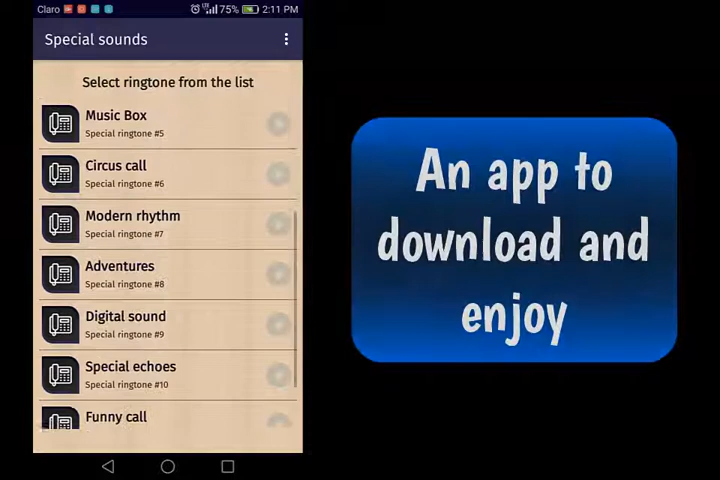 Claro 75% 2:11 PM
Special sounds
Select ringtone from the list
Music Box
Special ringtone #5
Circus call
Special ringtone #6
Modern rhythm
Special ringtone #7
Adventures
Special ringtone #8
Digital sound
Special ringtone #9
Special echoes
Special ringtone #10
Funny call
An app to
download and
enjoy